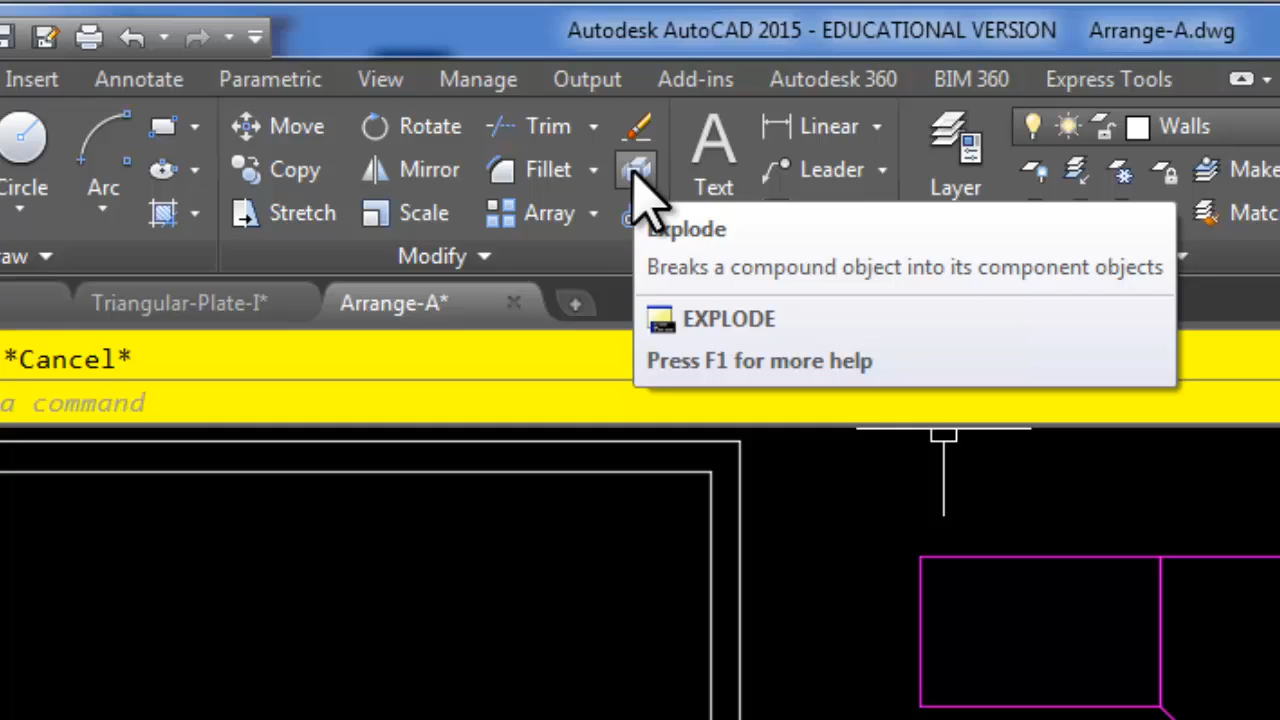 Autodesk AutoCAD 2015 - EDUCATIONAL VERSION Arrange-A.dwg
Insert Annotate Parametric View Manage Output Add-ins Autodesk 360 BIM 360 Express Tools
Move Rotate Trim Linear Walls
Copy Mirror Fillet Leader Make
Circle Arc Text Layer
Stretch Scale Array Matc
aw Modify
Explode
Breaks a compound object into its component objects
EXPLODE
Press F1 for more help
Triangular-Plate-I* Arrange-A*
*Cancel*
a command